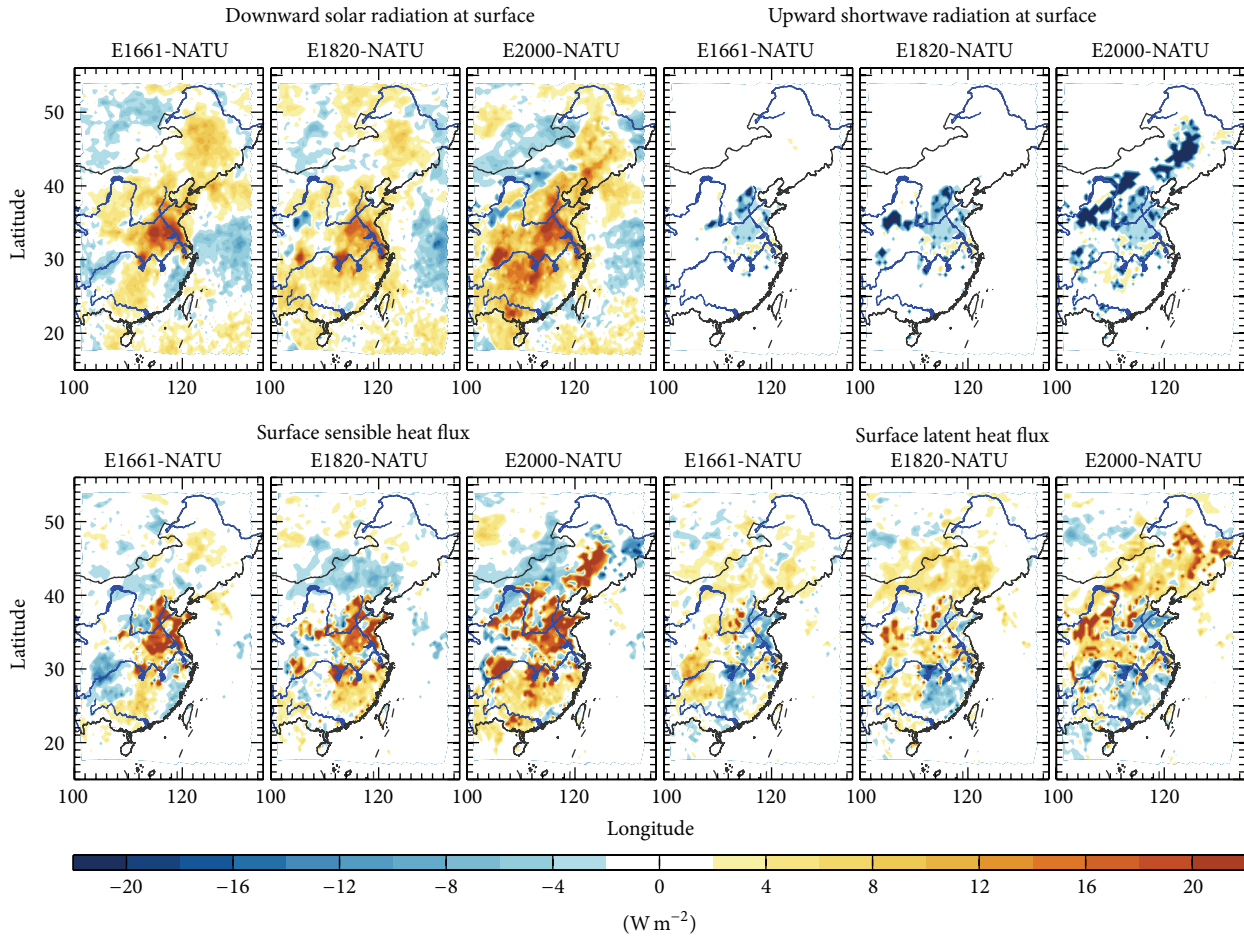 Downward solar radiation at surface Upward shortwave radiation at surface
E1661-NATU E1820-NATU E2000-NATU E1661-NATU E1820-NATU E2000-NATU
50
40
30
20
Latitude
100 120 100 120 100 120 100 120 100 120 100 120
Surface sensible heat flux Surface latent heat flux
E1661-NATU E1820-NATU E2000-NATU E1661-NATU E1820-NATU E2000-NATU
50
40
30
20
Latitude
100 120 100 120 100 120 100 120 100 120 100 120
Longitude
−20 −16 −12 −8 −4 0 4 8 12 16 20
(W m⁻²)